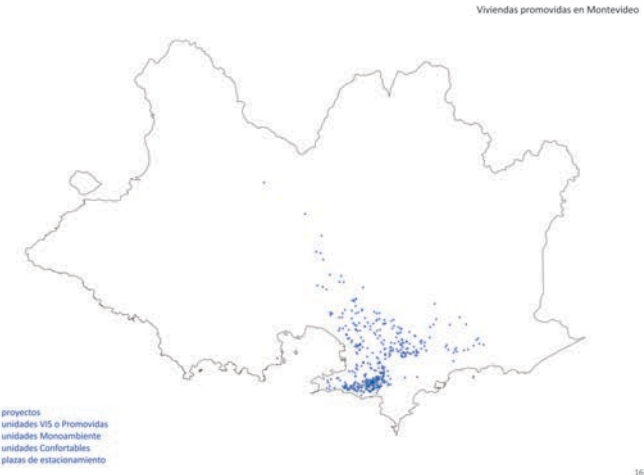 Viviendas promovidas en Montevideo
proyectos
unidades VIS o Promovidas
unidades Monoambiente
unidades Confortables
plazas de estacionamiento
16